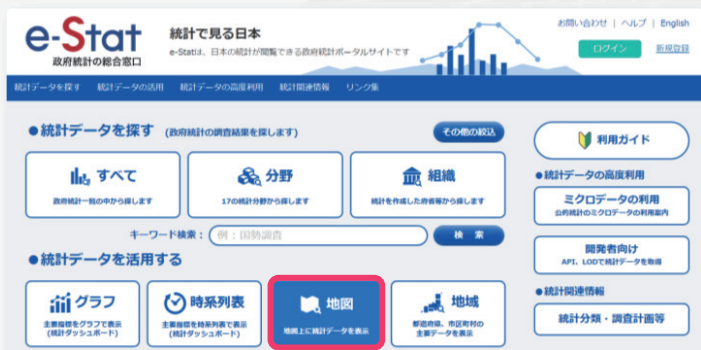 e-Stat
政府統計の総合窓口
統計で見る日本
e-Statは、日本の統計が閲覧できる政府統計ポータルサイトです
お問い合わせ | ヘルプ | English
ログイン 新規登録
統計データを探す 統計データの活用 統計データの高度利用 統計関連情報 リンク集
●統計データを探す (政府統計の調査結果を探します)
その他の絞込
すべて
政府統計一覧の中から探します
分野
17の統計分野から探します
組織
統計を作成した府省等から探します
キーワード検索: 例:国勢調査 検 索
●統計データを活用する
グラフ
主要指標をグラフで表示
(統計ダッシュボード)
時系列表
主要指標を時系列表で表示
(統計ダッシュボード)
地図
地図上に統計データを表示
地域
都道府県、市区町村の
主要データを表示
利用ガイド
●統計データの高度利用
ミクロデータの利用
公的統計のミクロデータの利用案内
開発者向け
API、LODで統計データを取得
●統計関連情報
統計分類・調査計画等